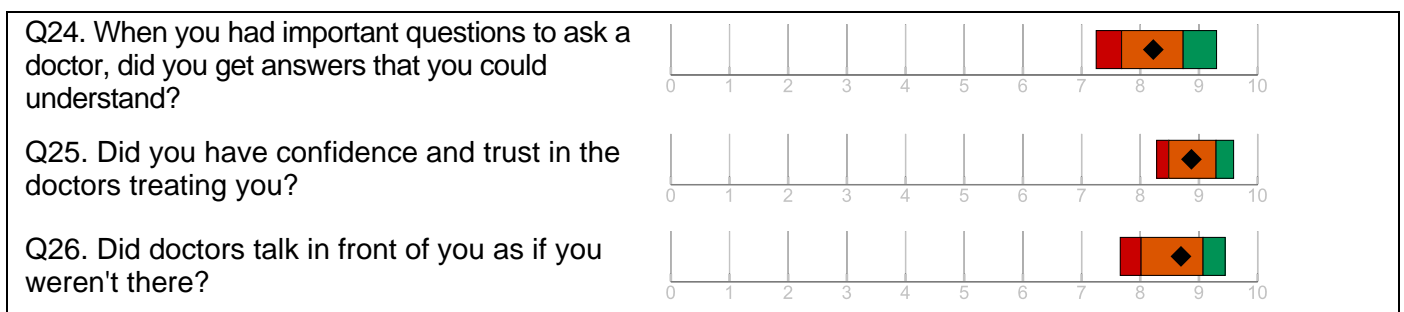 Q24. When you had important questions to ask a
doctor, did you get answers that you could
understand?
0 1 2 3 4 5 6 7 8 9 10
Q25. Did you have confidence and trust in the
doctors treating you?
0 1 2 3 4 5 6 7 8 9 10
Q26. Did doctors talk in front of you as if you
weren't there?
0 1 2 3 4 5 6 7 8 9 10